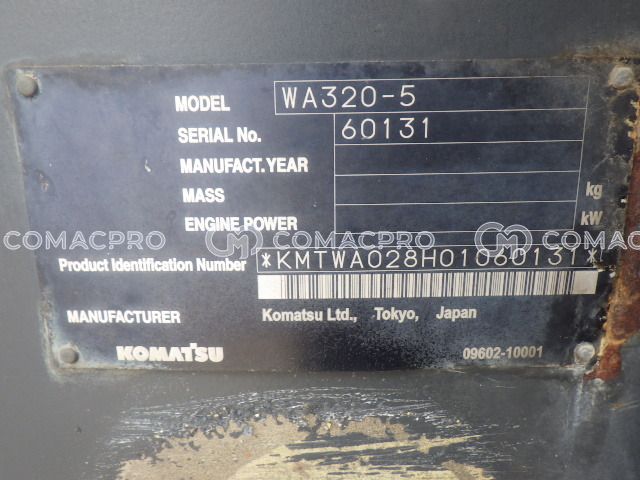 MODEL WA320-5
SERIAL No. 60131
MANUFACT. YEAR
MASS kg
ENGINE POWER kW
COMACPRO COMACPRO COMACPRO
Product Identification Number *KMTWA028H01060131*
MANUFACTURER Komatsu Ltd., Tokyo, Japan
KOMATSU 09602-10001